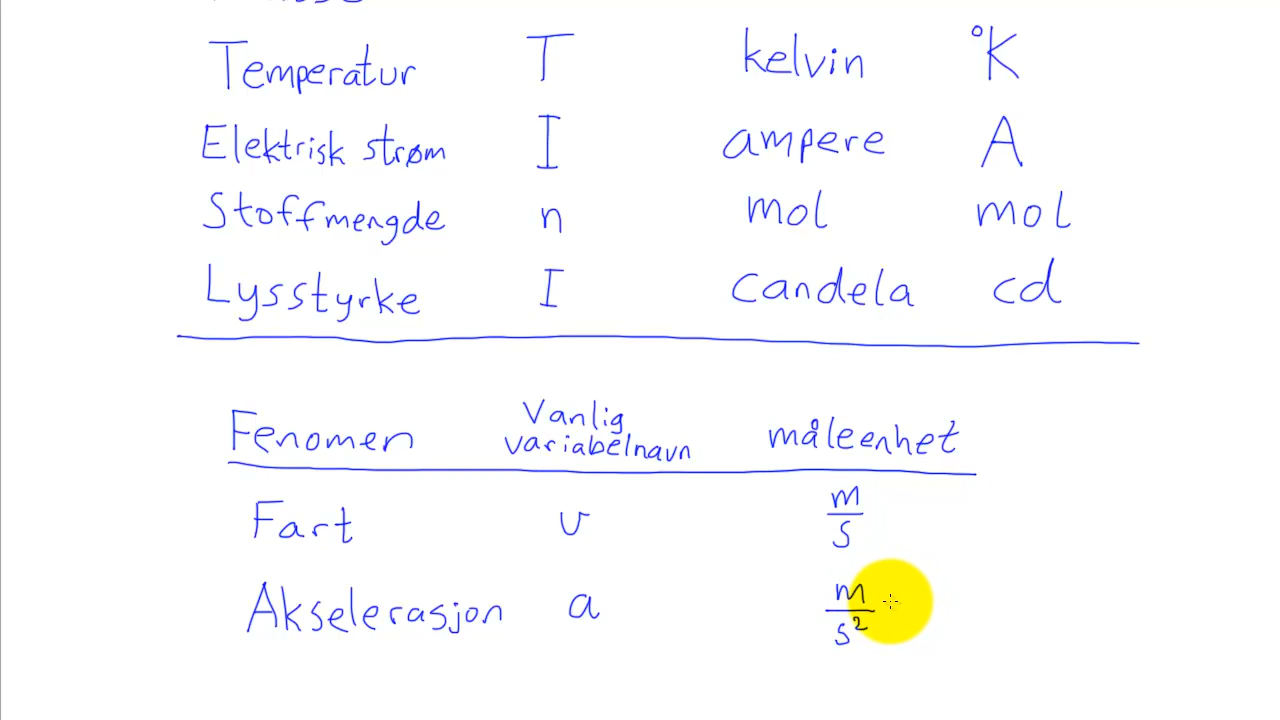 Temperatur T kelvin °K
Elektrisk strøm I ampere A
Stoffmengde n mol mol
Lysstyrke I candela cd
Fenomen Vanlig variabelnavn måleenhet
Fart v m/s
Akselerasjon a m/s²